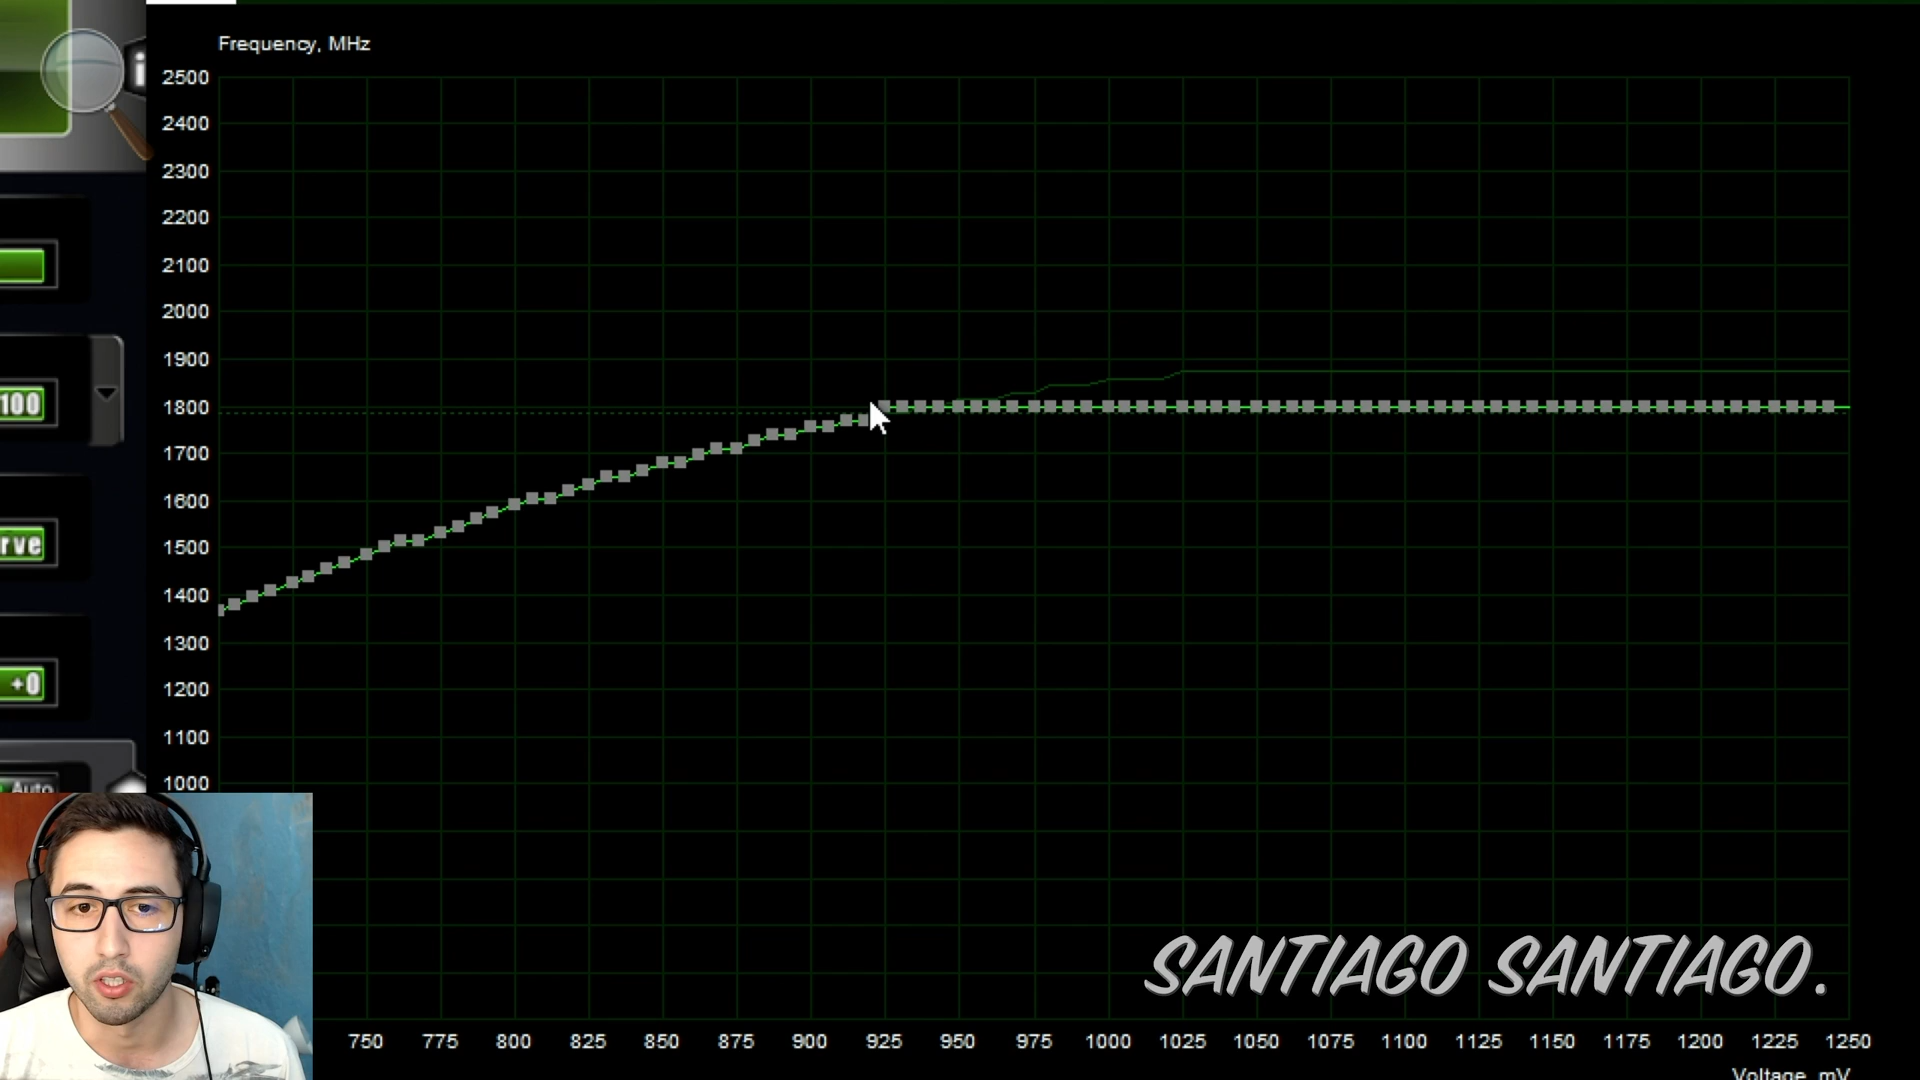 Frequency, MHz
2500
2400
2300
2200
2100
2000
1900
1800
1700
1600
1500
1400
1300
1200
1100
1000
i
100
rve
+0
Auto
SANTIAGO SANTIAGO.
750 775 800 825 850 875 900 925 950 975 1000 1025 1050 1075 1100 1125 1150 1175 1200 1225 1250
Voltage, mV